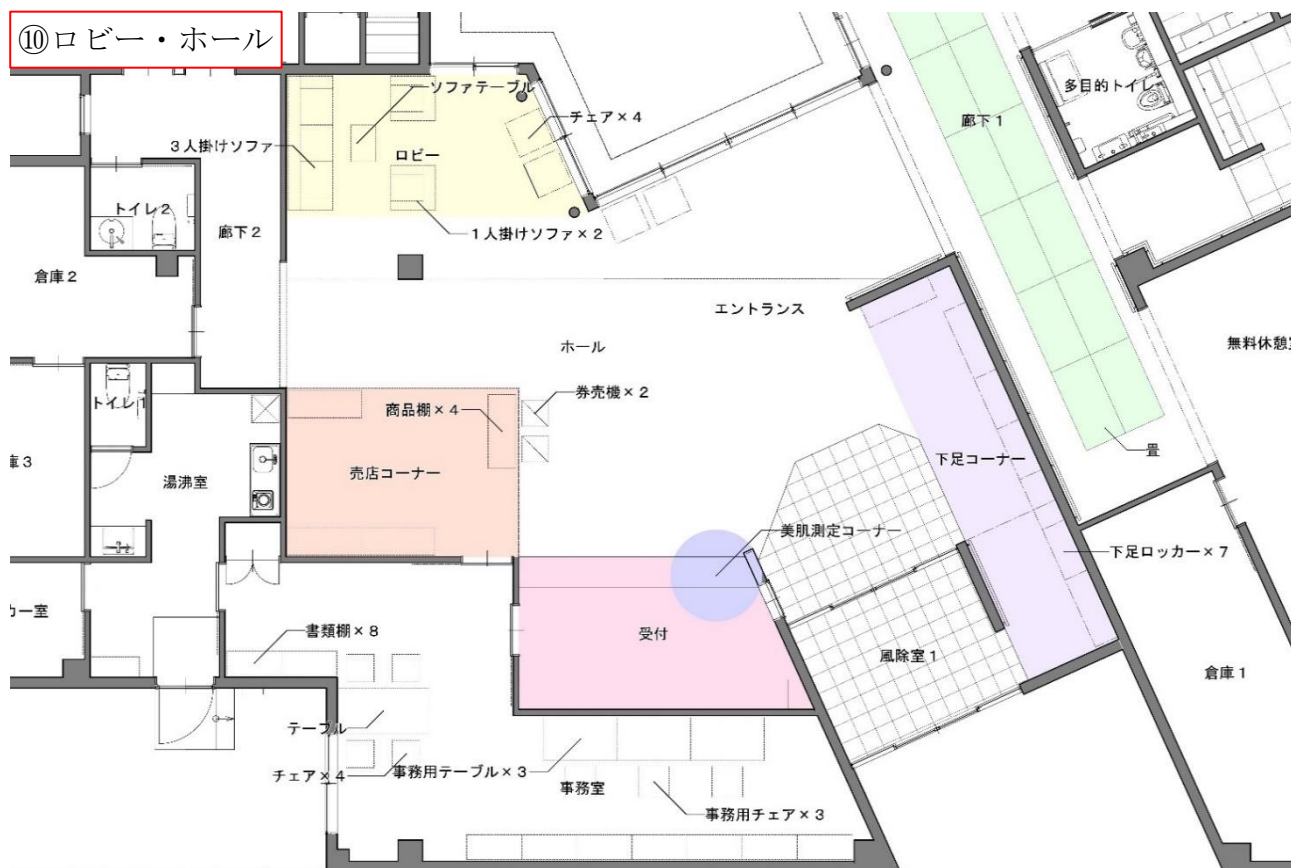 ⑩ロビー・ホール
ソファテーブル
チェア×4
多目的トイレ
廊下1
3人掛けソファ
ロビー
トイレ2
廊下2
1人掛けソファ×2
倉庫2
エントランス
ホール
無料休憩
トイレ1
商品棚×4
券売機×2
庫3
湯沸室
売店コーナー
下足コーナー
畳
美肌測定コーナー
下足ロッカー×7
カー室
書類棚×8
受付
風除室1
倉庫1
テーブル
チェア×4
事務用テーブル×3
事務室
事務用チェア×3